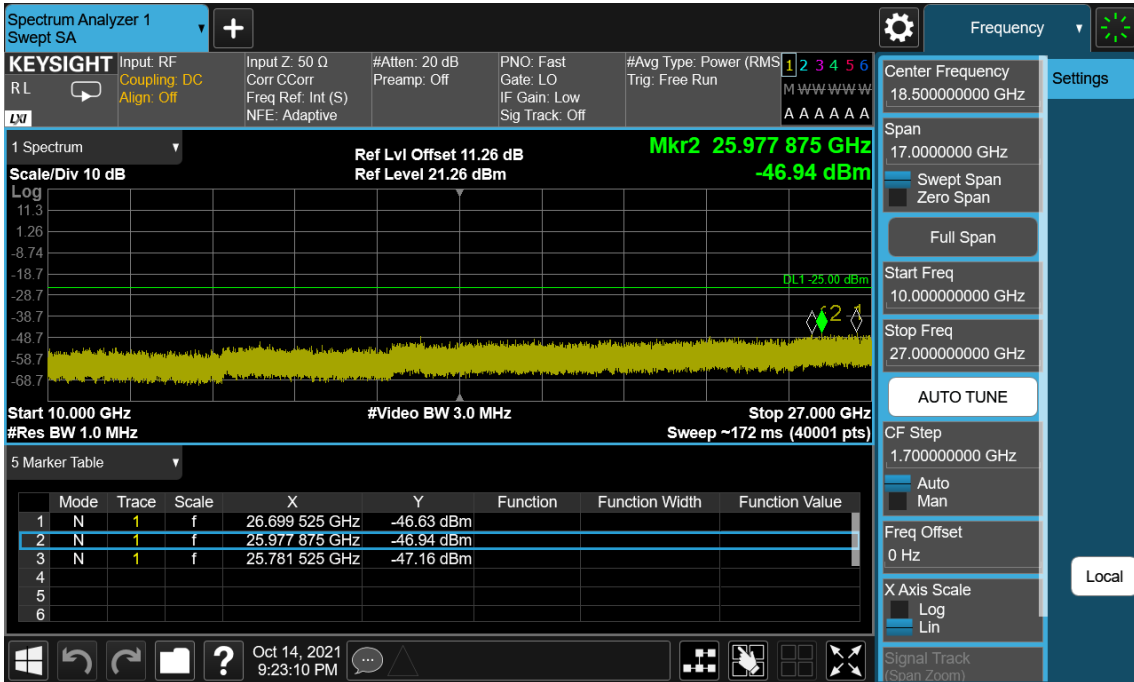 Spectrum Analyzer 1
Swept SA
Frequency
KEYSIGHT
R L
LXI
Input: RF
Coupling: DC
Align: Off
Input Z: 50 Ω
Corr CCorr
Freq Ref: Int (S)
NFE: Adaptive
#Atten: 20 dB
Preamp: Off
PNO: Fast
Gate: LO
IF Gain: Low
Sig Track: Off
#Avg Type: Power (RMS
Trig: Free Run
1 2 3 4 5 6
M W W W W W
A A A A A A
1 Spectrum
Scale/Div 10 dB
Ref Lvl Offset 11.26 dB
Ref Level 21.26 dBm
Mkr2 25.977 875 GHz
-46.94 dBm
Log
11.3
1.26
-8.74
-18.7
-28.7
-38.7
-48.7
-58.7
-68.7
DL1 -25.00 dBm
2
1
Start 10.000 GHz
#Video BW 3.0 MHz
Stop 27.000 GHz
#Res BW 1.0 MHz
Sweep ~172 ms (40001 pts)
5 Marker Table
Mode Trace Scale X Y Function Function Width Function Value
1 N 1 f 26.699 525 GHz -46.63 dBm
2 N 1 f 25.977 875 GHz -46.94 dBm
3 N 1 f 25.781 525 GHz -47.16 dBm
4
5
6
?
Oct 14, 2021
9:23:10 PM
Center Frequency
18.500000000 GHz
Settings
Span
17.0000000 GHz
Swept Span
Zero Span
Full Span
Start Freq
10.000000000 GHz
Stop Freq
27.000000000 GHz
AUTO TUNE
CF Step
1.700000000 GHz
Auto
Man
Freq Offset
0 Hz
Local
X Axis Scale
Log
Lin
Signal Track
(Span Zoom)